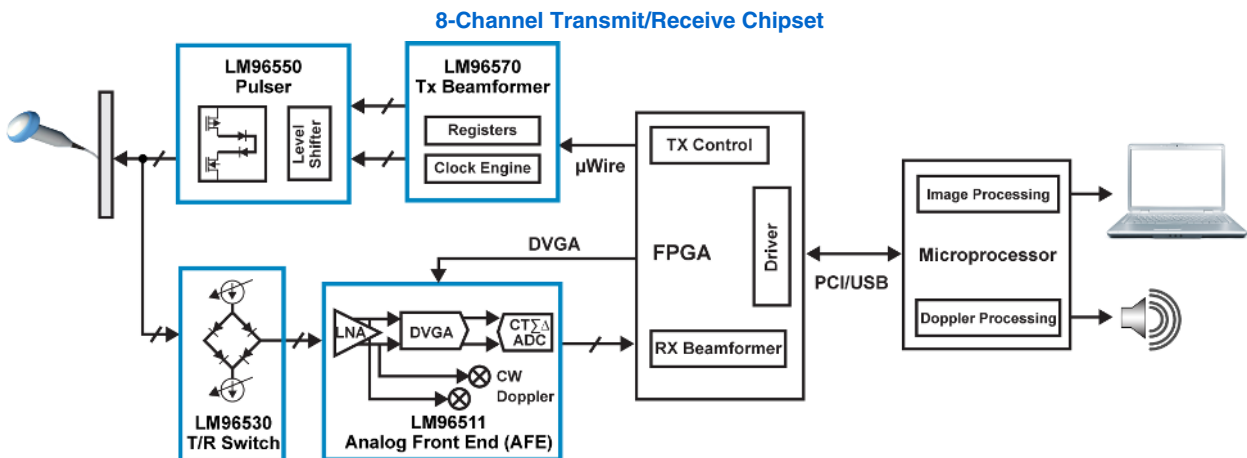 8-Channel Transmit/Receive Chipset
LM96550
Pulser
Level
Shifter
LM96570
Tx Beamformer
Registers
Clock Engine
µWire
TX Control
FPGA
Driver
RX Beamformer
DVGA
PCI/USB
Image Processing
Microprocessor
Doppler Processing
LM96530
T/R Switch
LNA
DVGA
CT∑Δ
ADC
CW
Doppler
LM96511
Analog Front End (AFE)